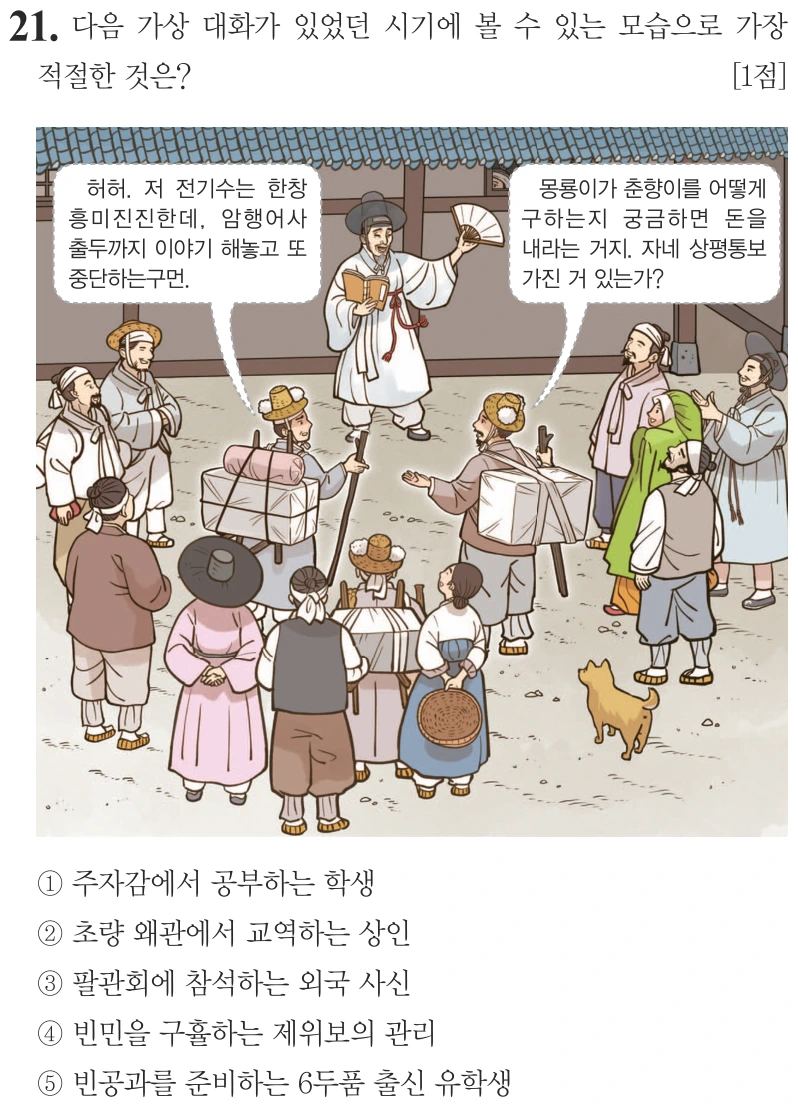 21. 다음 가상 대화가 있었던 시기에 볼 수 있는 모습으로 가장
적절한 것은? [1점]
허허. 저 전기수는 한창
흥미진진한데, 암행어사
출두까지 이야기 해놓고 또
중단하는구먼.
몽룡이가 춘향이를 어떻게
구하는지 궁금하면 돈을
내라는 거지. 자네 상평통보
가진 거 있는가?
① 주자감에서 공부하는 학생
② 초량 왜관에서 교역하는 상인
③ 팔관회에 참석하는 외국 사신
④ 빈민을 구휼하는 제위보의 관리
⑤ 빈공과를 준비하는 6두품 출신 유학생